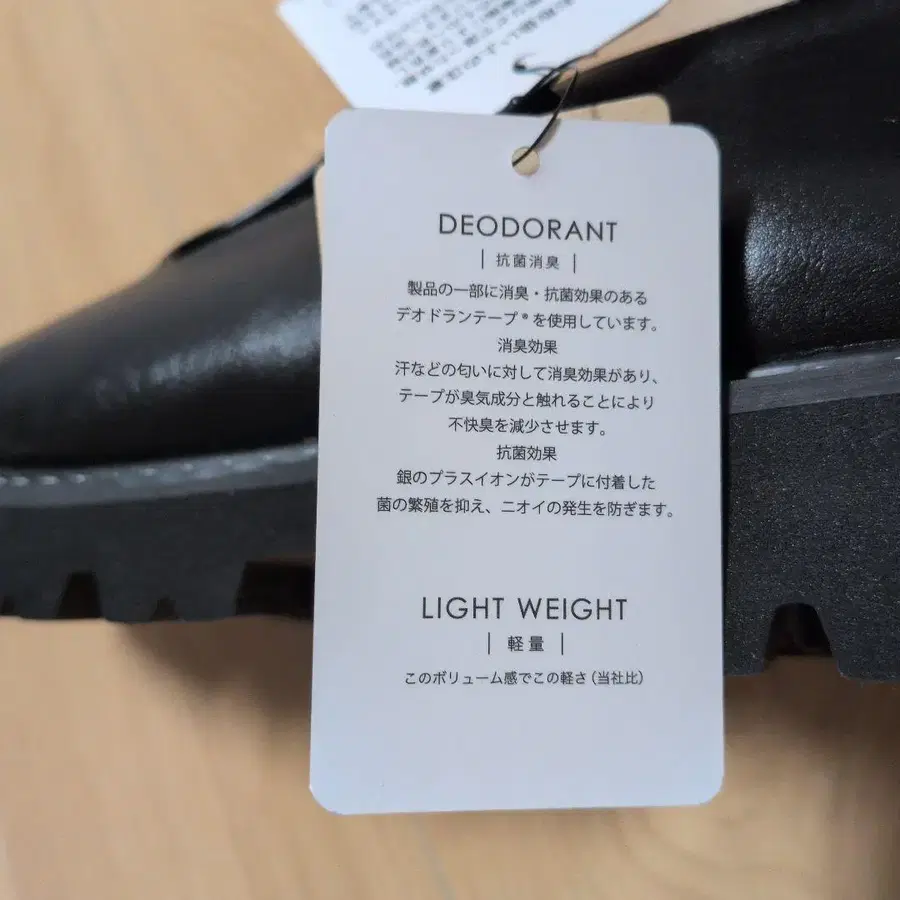 DEODORANT
| 抗菌消臭 |
製品の一部に消臭・抗菌効果のある
デオドランテープ®を使用しています。
消臭効果
汗などの匂いに対して消臭効果があり、
テープが臭気成分と触れることにより
不快臭を減少させます。
抗菌効果
銀のプラスイオンがテープに付着した
菌の繁殖を抑え、ニオイの発生を防ぎます。
LIGHT WEIGHT
| 軽量 |
このボリューム感でこの軽さ（当社比）